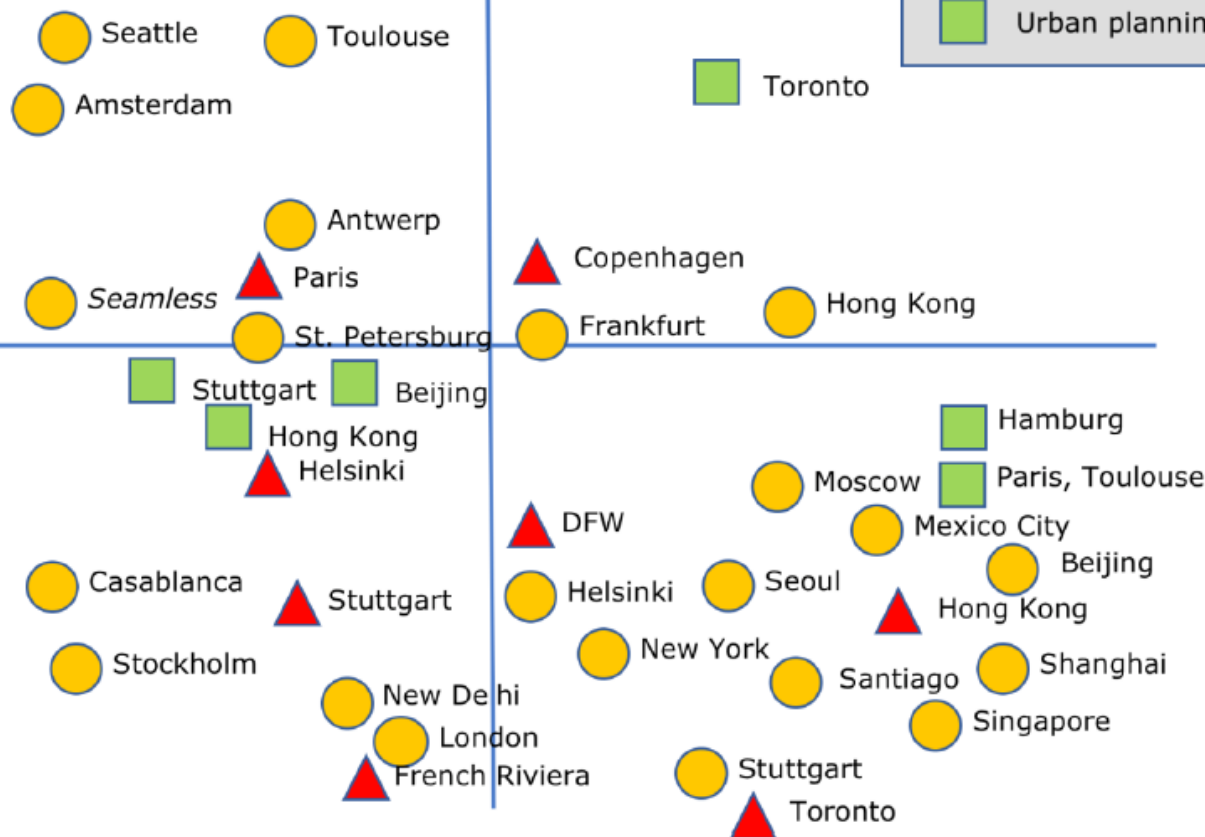 Urban plannin
Seattle
Toulouse
Toronto
Amsterdam
Antwerp
Copenhagen
Paris
Seamless
Hong Kong
St. Petersburg
Frankfurt
Stuttgart
Beijing
Hong Kong
Hamburg
Helsinki
Moscow
Paris, Toulouse
DFW
Mexico City
Beijing
Casablanca
Stuttgart
Helsinki
Seoul
Hong Kong
Stockholm
New York
Santiago
Shanghai
New Delhi
Singapore
London
French Riviera
Stuttgart
Toronto